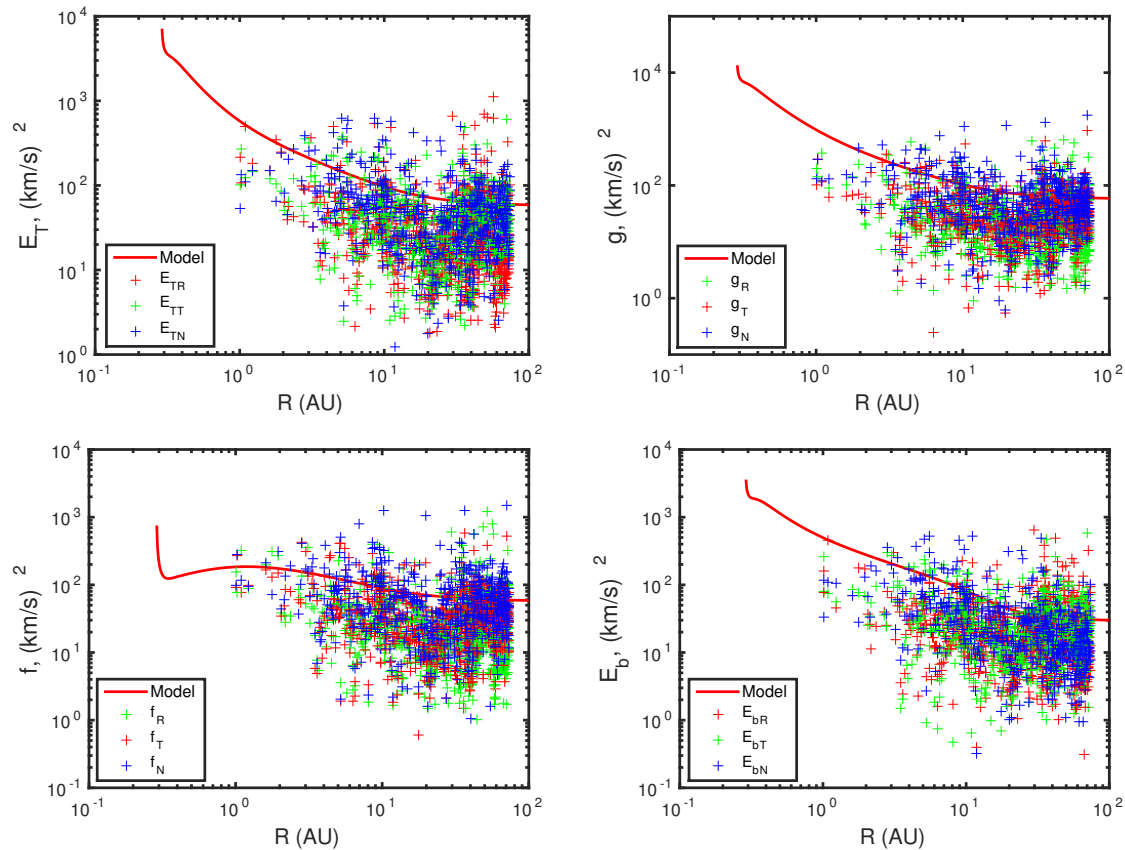 10^4
10^3
10^2
10^1
10^0
E_T, (km/s) ^2
Model
E_TR
E_TT
E_TN
10^-1 10^0 10^1 10^2
R (AU)
10^4
10^2
10^0
g, (km/s) ^2
Model
g_R
g_T
g_N
10^-1 10^0 10^1 10^2
R (AU)
10^4
10^3
10^2
10^1
10^0
10^-1
f, (km/s) ^2
Model
f_R
f_T
f_N
10^-1 10^0 10^1 10^2
R (AU)
10^4
10^3
10^2
10^1
10^0
10^-1
E_b, (km/s) ^2
Model
E_bR
E_bT
E_bN
10^-1 10^0 10^1 10^2
R (AU)